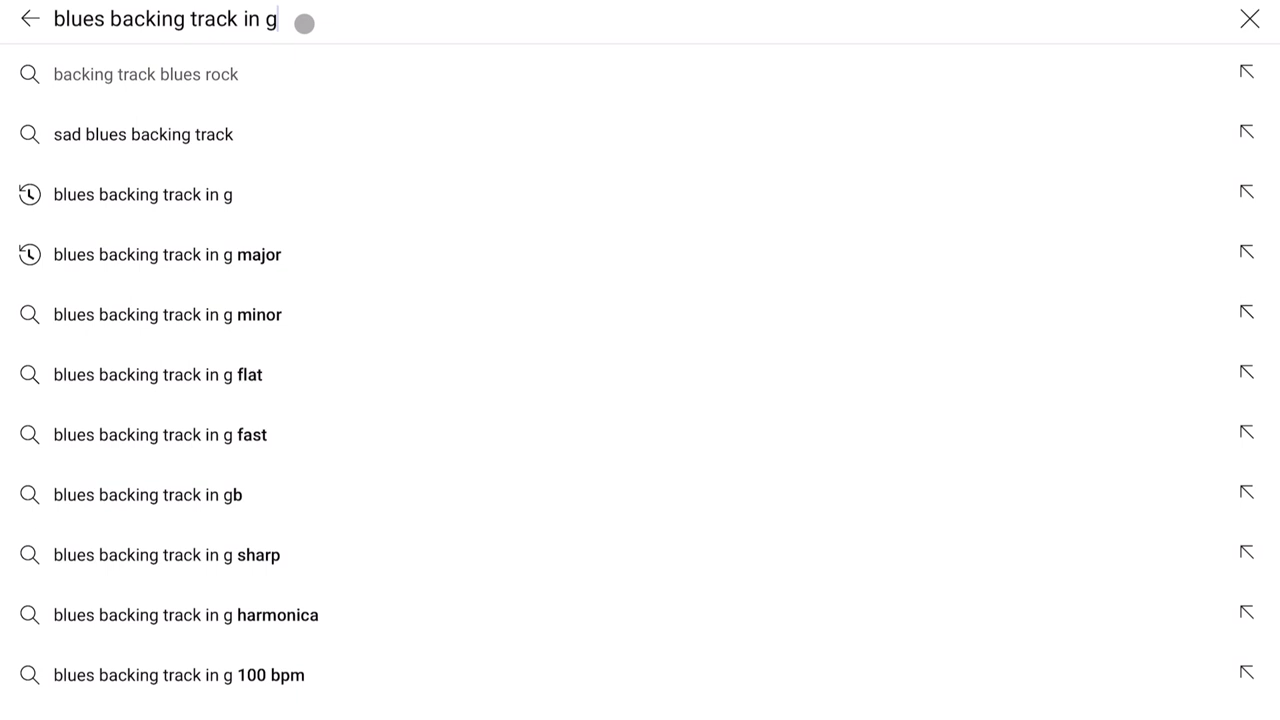 blues backing track in g
backing track blues rock
sad blues backing track
blues backing track in g
blues backing track in g major
blues backing track in g minor
blues backing track in g flat
blues backing track in g fast
blues backing track in gb
blues backing track in g sharp
blues backing track in g harmonica
blues backing track in g 100 bpm